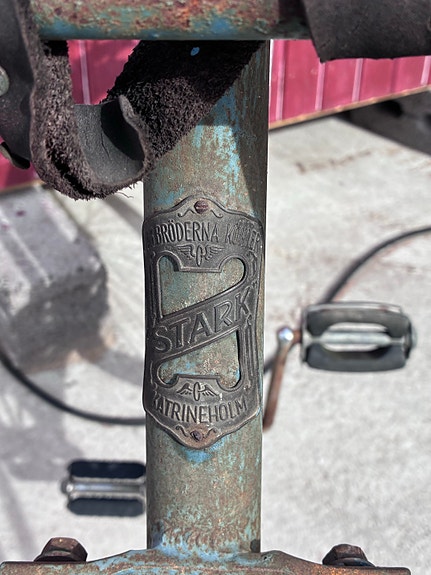 BRÖDERNA
C
STARK
C
KATRINEHOLM